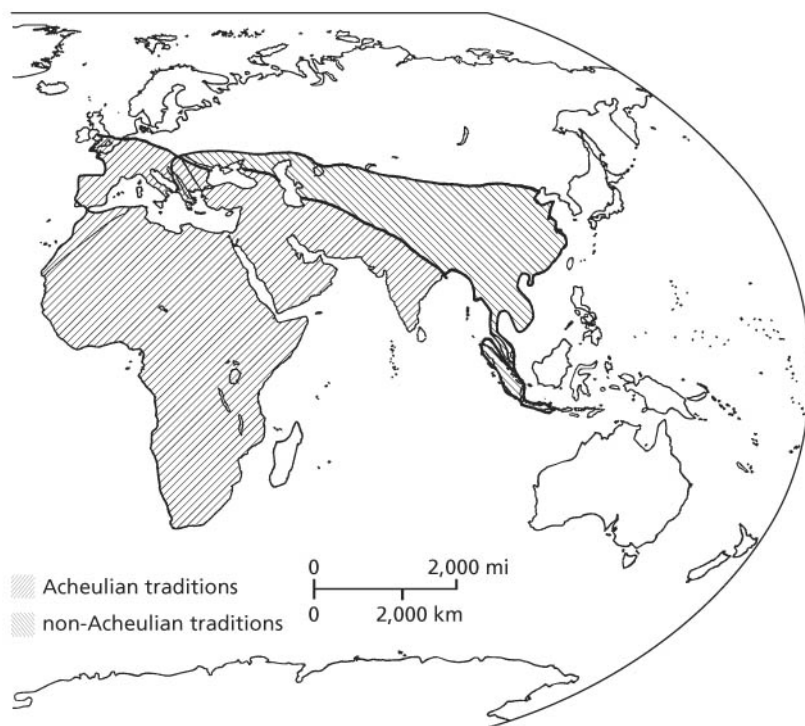 Acheulian traditions
non-Acheulian traditions
0 2,000 mi
0 2,000 km